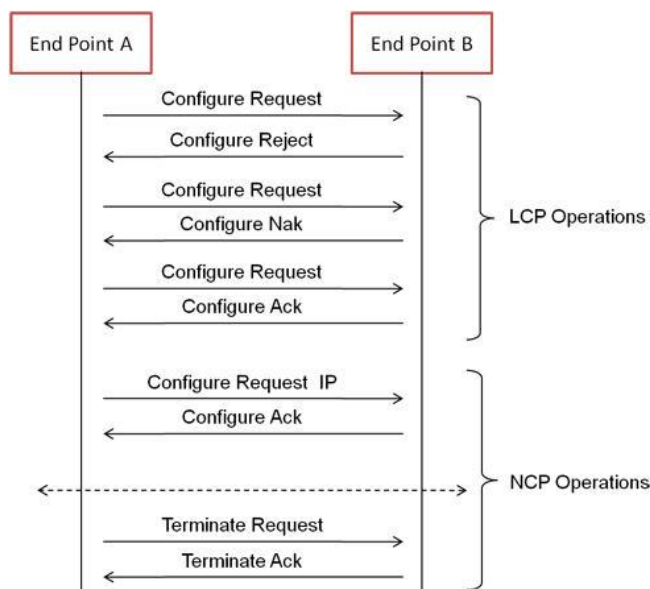 End Point A
End Point B
Configure Request
Configure Reject
Configure Request
Configure Nak
LCP Operations
Configure Request
Configure Ack
Configure Request IP
Configure Ack
NCP Operations
Terminate Request
Terminate Ack